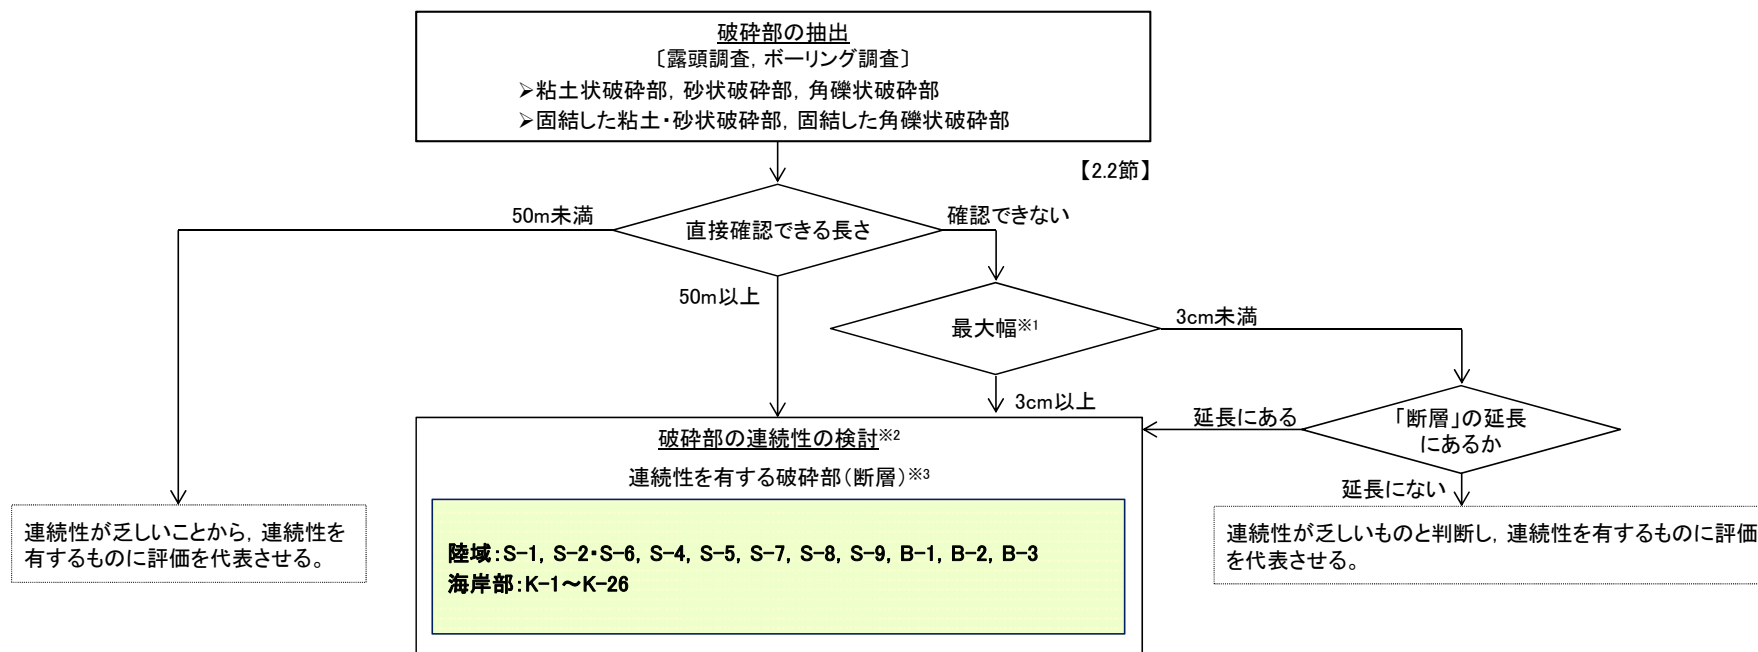 破砕部の抽出
〔露頭調査, ボーリング調査〕
➢粘土状破砕部, 砂状破砕部, 角礫状破砕部
➢固結した粘土・砂状破砕部, 固結した角礫状破砕部
【2.2節】
50m未満
直接確認できる長さ
確認できない
50m以上
最大幅※1
3cm未満
3cm以上
「断層」の延長
にあるか
延長にある
延長にない
破砕部の連続性の検討※2
連続性を有する破砕部（断層）※3
陸域：S-1, S-2・S-6, S-4, S-5, S-7, S-8, S-9, B-1, B-2, B-3
海岸部：K-1～K-26
連続性が乏しいことから, 連続性を
有するものに評価を代表させる。
連続性が乏しいものと判断し, 連続性を有するものに評価
を代表させる。